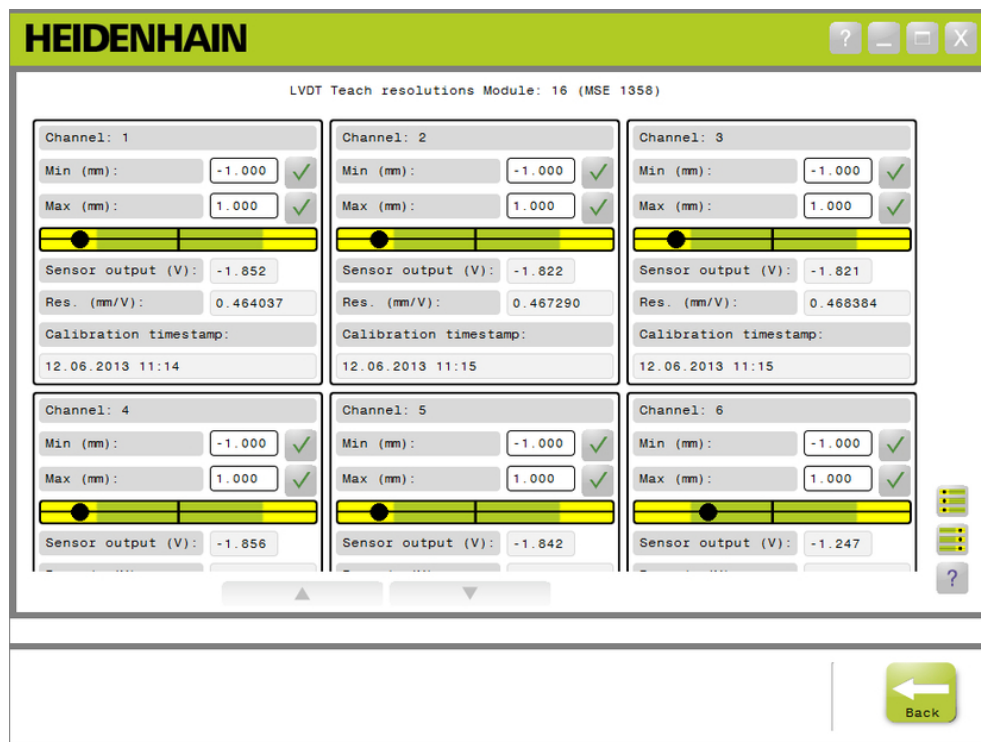 HEIDENHAIN
? _ X
LVDT Teach resolutions Module: 16 (MSE 1358)
Channel: 1 Channel: 2 Channel: 3
Min (mm): -1.000 Min (mm): -1.000 Min (mm): -1.000
Max (mm): 1.000 Max (mm): 1.000 Max (mm): 1.000
Sensor output (V): -1.852 Sensor output (V): -1.822 Sensor output (V): -1.821
Res. (mm/V): 0.464037 Res. (mm/V): 0.467290 Res. (mm/V): 0.468384
Calibration timestamp: Calibration timestamp: Calibration timestamp:
12.06.2013 11:14 12.06.2013 11:15 12.06.2013 11:15
Channel: 4 Channel: 5 Channel: 6
Min (mm): -1.000 Min (mm): -1.000 Min (mm): -1.000
Max (mm): 1.000 Max (mm): 1.000 Max (mm): 1.000
Sensor output (V): -1.856 Sensor output (V): -1.842 Sensor output (V): -1.247
?
Back